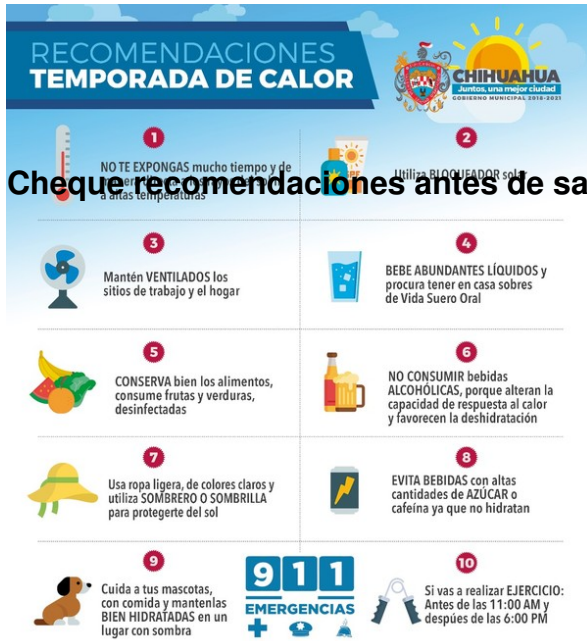 RECOMENDACIONES
TEMPORADA DE CALOR
CHIHUAHUA
Juntos, una mejor ciudad
GOBIERNO MUNICIPAL 2018-2021
1
NO TE EXPONGAS mucho tiempo y de
a altas temperaturas
2
Utiliza BLOQUEADOR solar
Cheque recomendaciones antes de sa
3
Mantén VENTILADOS los
sitios de trabajo y el hogar
4
BEBE ABUNDANTES LÍQUIDOS y
procura tener en casa sobres
de Vida Suero Oral
5
CONSERVA bien los alimentos,
consume frutas y verduras,
desinfectadas
6
NO CONSUMIR bebidas
ALCOHÓLICAS, porque alteran la
capacidad de respuesta al calor
y favorecen la deshidratación
7
Usa ropa ligera, de colores claros y
utiliza SOMBRERO O SOMBRILLA
para protegerte del sol
8
EVITA BEBIDAS con altas
cantidades de AZÚCAR o
cafeína ya que no hidratan
9
Cuida a tus mascotas,
con comida y mantenlas
BIEN HIDRATADAS en un
lugar con sombra
911
EMERGENCIAS
10
Si vas a realizar EJERCICIO:
Antes de las 11:00 AM y
despúes de las 6:00 PM